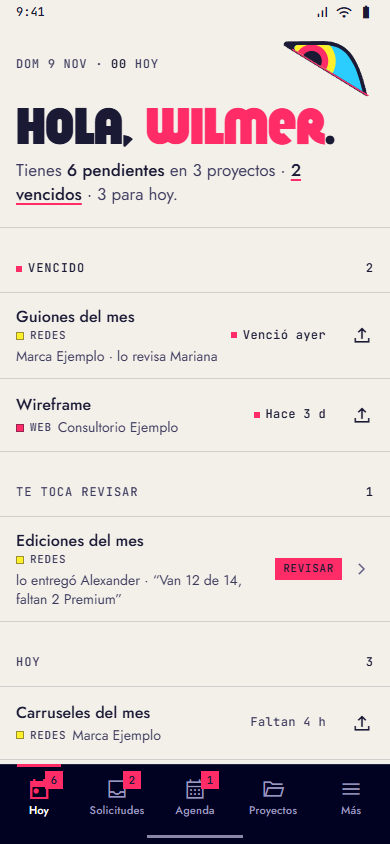 9:41
DOM 9 NOV · 00 HOY
HOLA, WILMER.
Tienes 6 pendientes en 3 proyectos · 2
vencidos · 3 para hoy.
VENCIDO 2
Guiones del mes
REDES
Venció ayer
Marca Ejemplo · lo revisa Mariana
Wireframe
Hace 3 d
WEB Consultorio Ejemplo
TE TOCA REVISAR 1
Ediciones del mes
REDES
REVISAR
lo entregó Alexander · “Van 12 de 14,
faltan 2 Premium”
HOY 3
Carruseles del mes
Faltan 4 h
REDES Marca Ejemplo
6 2 1
Hoy Solicitudes Agenda Proyectos Más